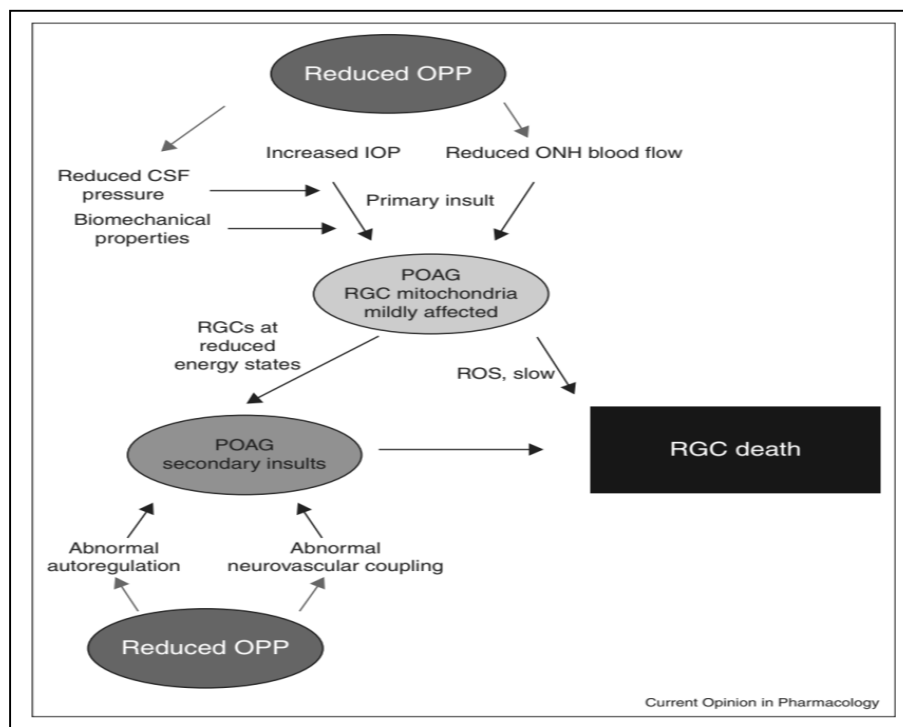 Reduced OPP
Increased IOP
Reduced ONH blood flow
Reduced CSF
pressure
Primary insult
Biomechanical
properties
POAG
RGC mitochondria
mildly affected
RGCs at
reduced
energy states
ROS, slow
POAG
secondary insults
RGC death
Abnormal
autoregulation
Abnormal
neurovascular coupling
Reduced OPP
Current Opinion in Pharmacology